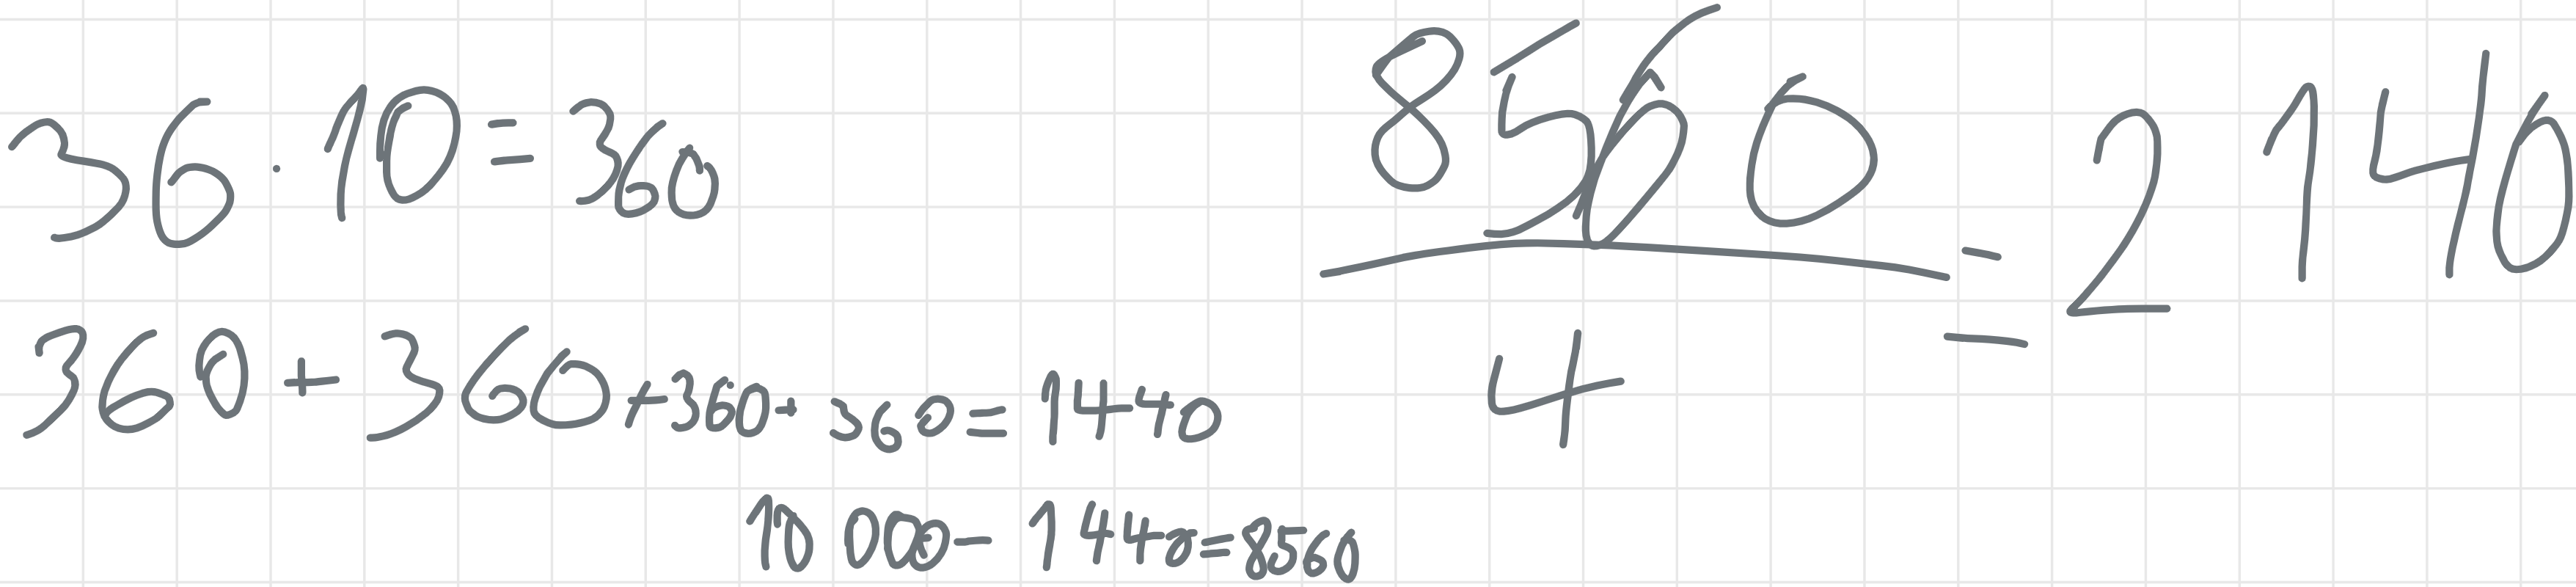 36 · 10 = 360
360 + 360 + 360 + 360 = 1440
10 000 - 1440 = 8560
8560
4
= 2140